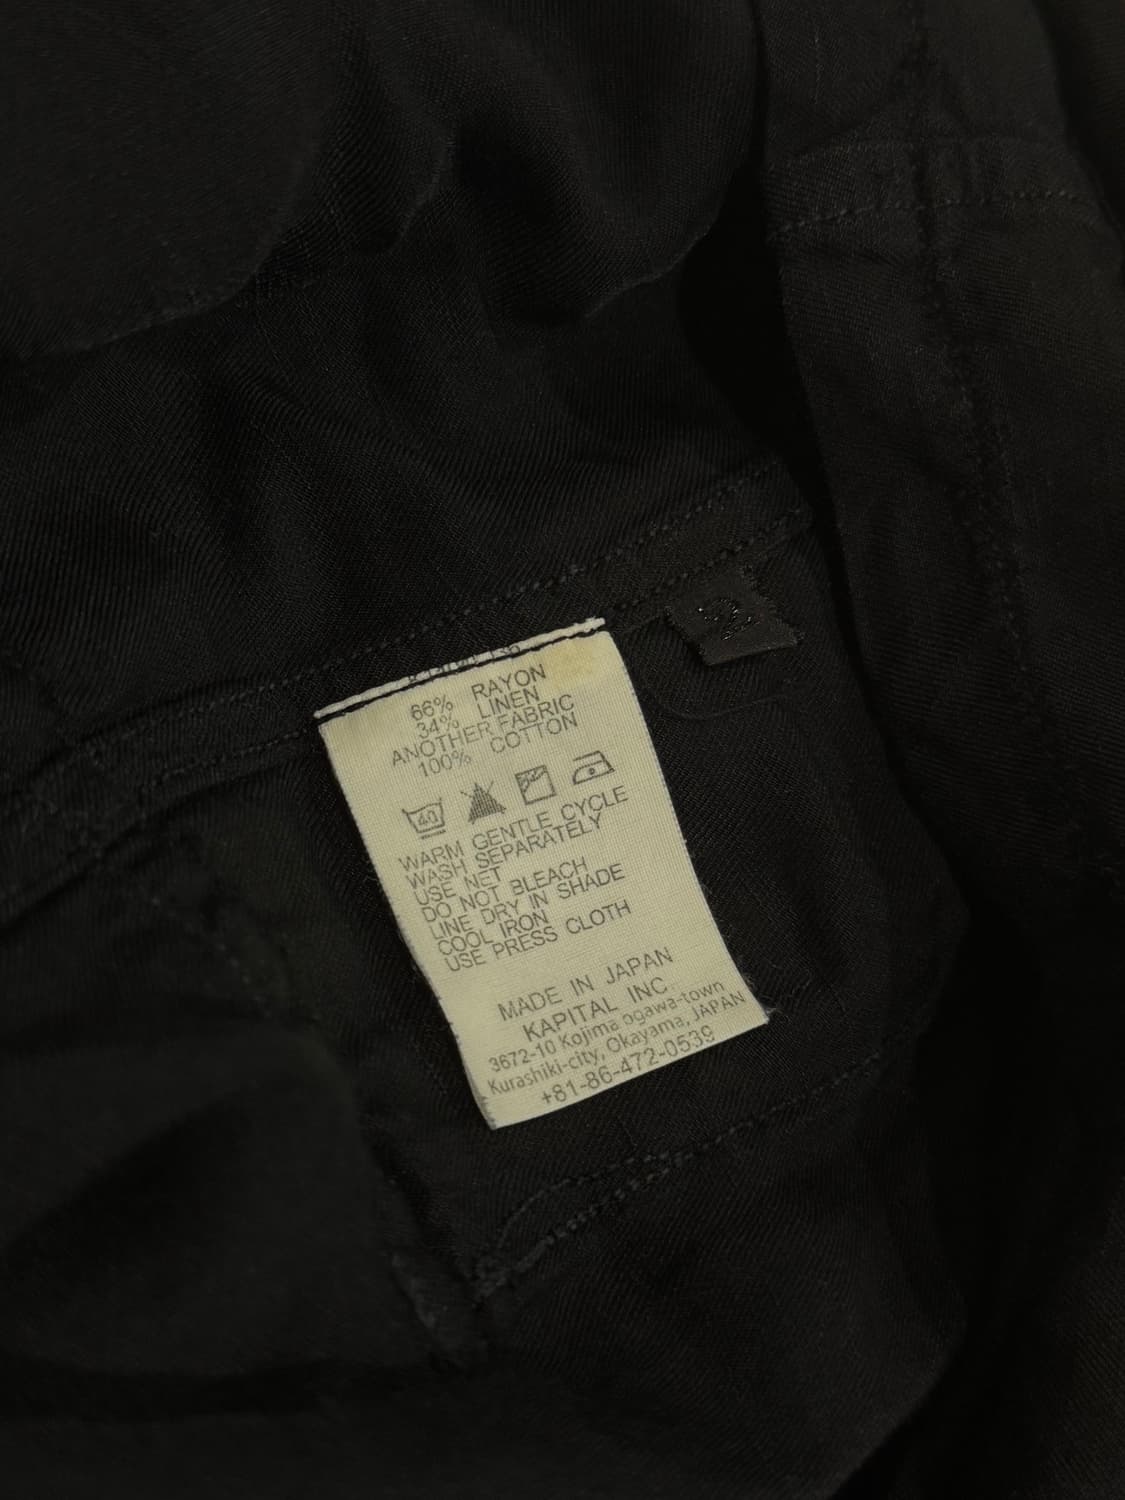 66% RAYON
34% LINEN
ANOTHER FABRIC
100% COTTON
40
WARM GENTLE CYCLE
WASH SEPARATELY
USE NET
DO NOT BLEACH
LINE DRY IN SHADE
COOL IRON
USE PRESS CLOTH
MADE IN JAPAN
KAPITAL INC.
3672-10 Kojima ogawa-town
Kurashiki-city, Okayama, JAPAN
+81-86-472-0539
2